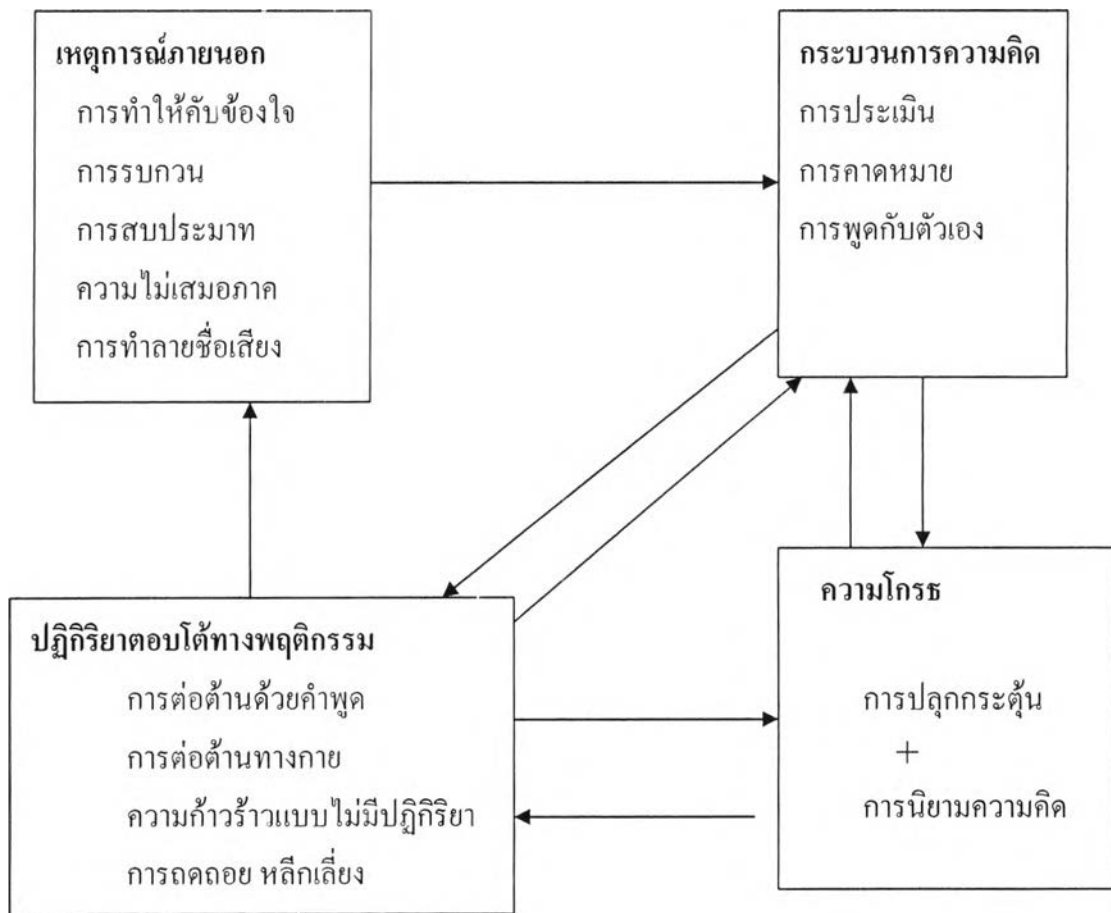 เหตุการณ์ภายนอก
การทำให้คับข้องใจ
การรบกวน
การสบประมาท
ความไม่เสมอภาค
การทำลายชื่อเสียง
กระบวนการความคิด
การประเมิน
การคาดหมาย
การพูดกับตัวเอง
ปฏิกิริยาตอบโต้ทางพฤติกรรม
การต่อต้านด้วยคำพูด
การต่อต้านทางกาย
ความก้าวร้าวแบบไม่มีปฏิกิริยา
การถดถอย หลีกเลี่ยง
ความโกรธ
การปลุกกระตุ้น
+
การนิยามความคิด